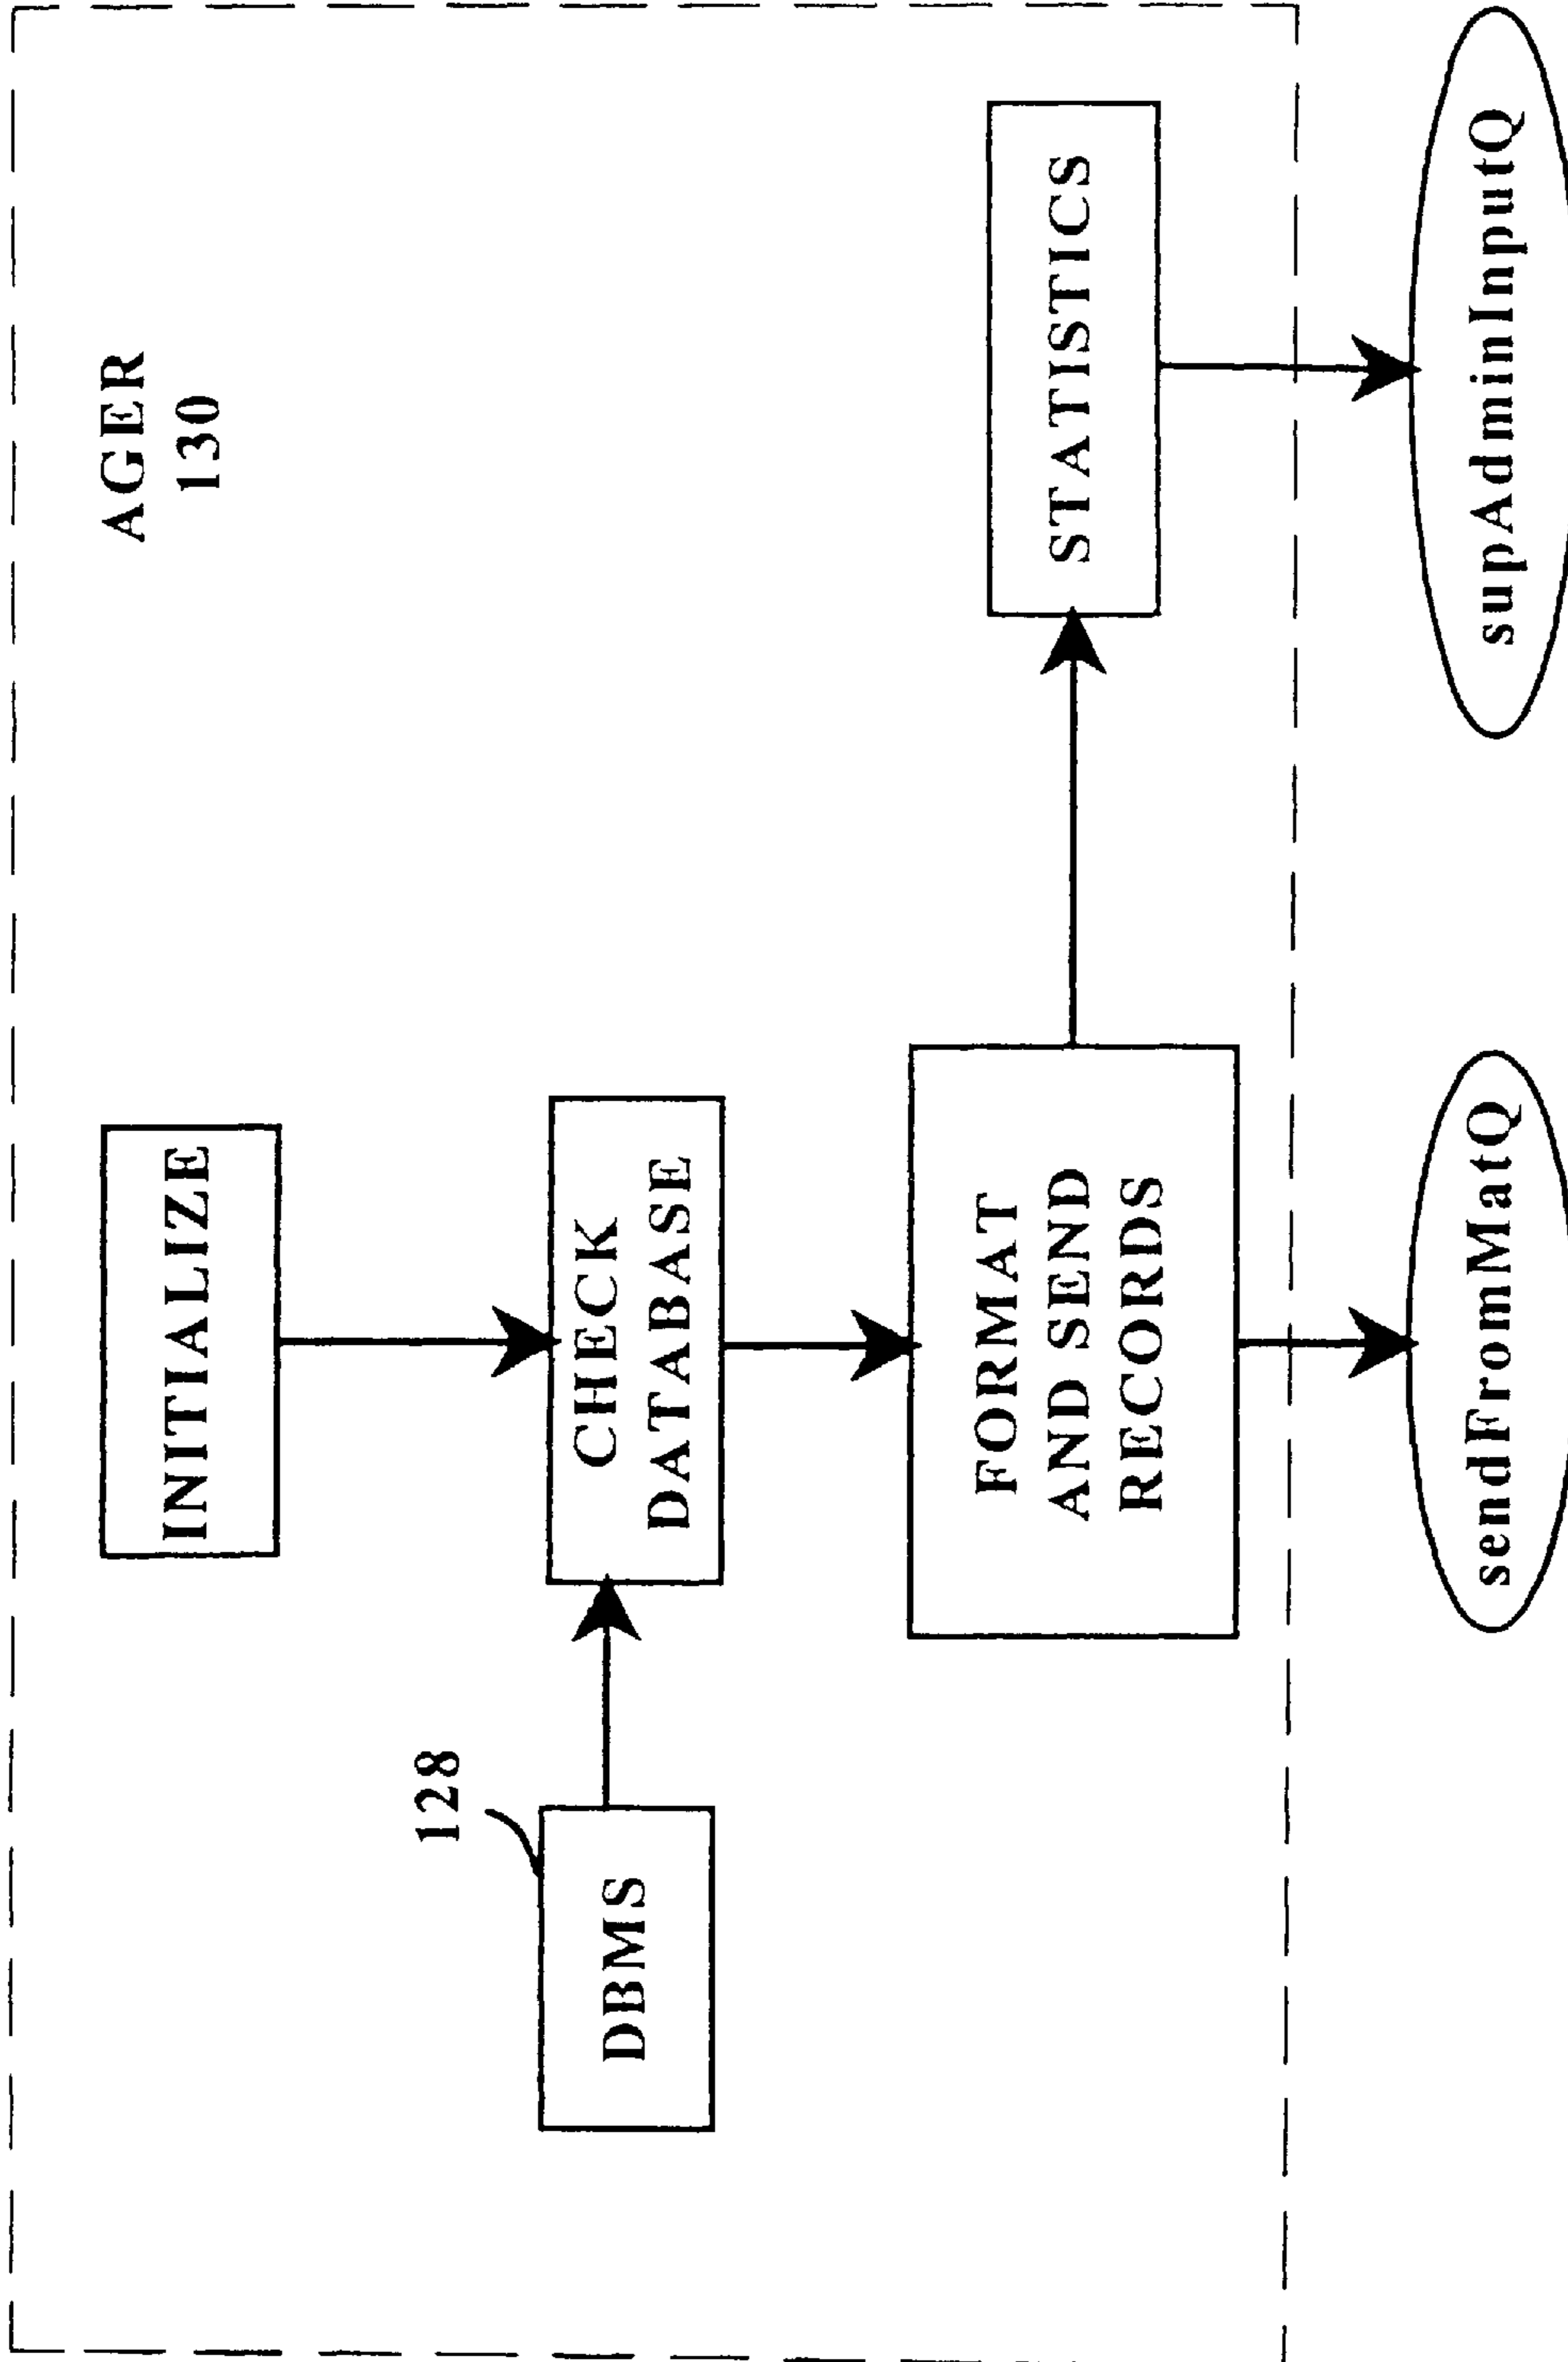 AGER
130
INITIALIZE
128
DBMS
CHECK
DATABASE
FORMAT
AND SEND
RECORDS
STATISTICS
sendFromMatQ
supAdminInputQ